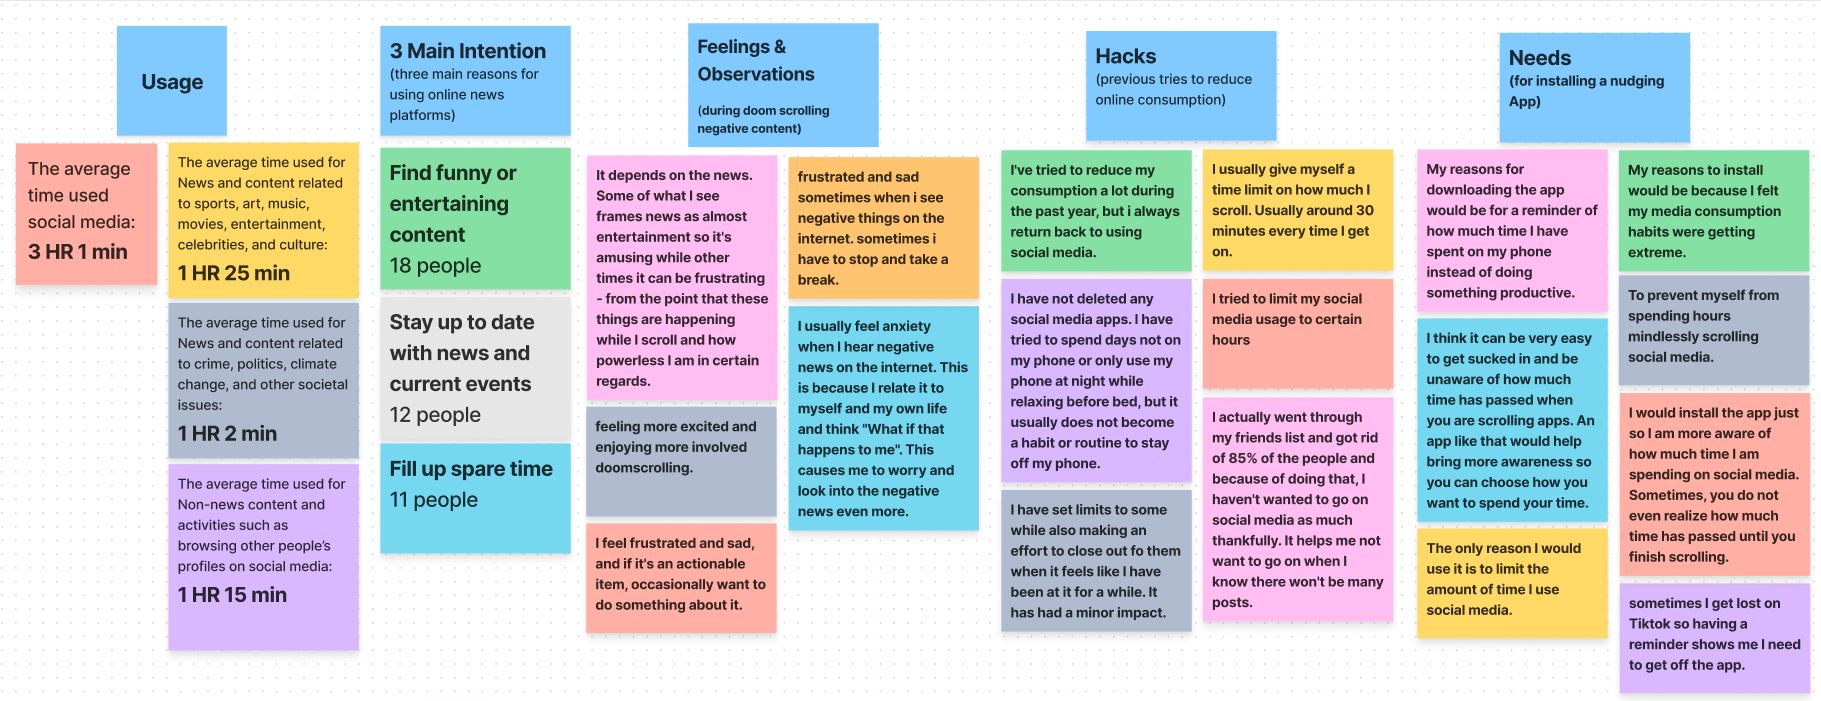 Usage
The average
time used
social media:
3 HR 1 min
The average time used for
News and content related
to sports, art, music,
movies, entertainment,
celebrities, and culture:
1 HR 25 min
The average time used for
News and content related
to crime, politics, climate
change, and other societal
issues:
1 HR 2 min
The average time used for
Non-news content and
activities such as
browsing other people's
profiles on social media:
1 HR 15 min
3 Main Intention
(three main reasons for
using online news
platforms)
Find funny or
entertaining
content
18 people
Stay up to date
with news and
current events
12 people
Fill up spare time
11 people
Feelings &
Observations
(during doom scrolling
negative content)
It depends on the news.
Some of what I see
frames news as almost
entertainment so it's
amusing while other
times it can be frustrating
- from the point that these
things are happening
while I scroll and how
powerless I am in certain
regards.
feeling more excited and
enjoying more involved
doomscrolling.
I feel frustrated and sad,
and if it's an actionable
item, occasionally want to
do something about it.
frustrated and sad
sometimes when i see
negative things on the
internet. sometimes i
have to stop and take a
break.
I usually feel anxiety
when I hear negative
news on the internet. This
is because I relate it to
myself and my own life
and think "What if that
happens to me". This
causes me to worry and
look into the negative
news even more.
Hacks
(previous tries to reduce
online consumption)
I've tried to reduce my
consumption a lot during
the past year, but i always
return back to using
social media.
I have not deleted any
social media apps. I have
tried to spend days not on
my phone or only use my
phone at night while
relaxing before bed, but it
usually does not become
a habit or routine to stay
off my phone.
I have set limits to some
while also making an
effort to close out fo them
when it feels like I have
been at it for a while. It
has had a minor impact.
I usually give myself a
time limit on how much I
scroll. Usually around 30
minutes every time I get
on.
I tried to limit my social
media usage to certain
hours
I actually went through
my friends list and got rid
of 85% of the people and
because of doing that, I
haven't wanted to go on
social media as much
thankfully. It helps me not
want to go on when I
know there won't be many
posts.
Needs
(for installing a nudging
App)
My reasons for
downloading the app
would be for a reminder of
how much time I have
spent on my phone
instead of doing
something productive.
I think it can be very easy
to get sucked in and be
unaware of how much
time has passed when
you are scrolling apps. An
app like that would help
bring more awareness so
you can choose how you
want to spend your time.
The only reason I would
use it is to limit the
amount of time I use
social media.
My reasons to install
would be because I felt
my media consumption
habits were getting
extreme.
To prevent myself from
spending hours
mindlessly scrolling
social media.
I would install the app just
so I am more aware of
how much time I am
spending on social media.
Sometimes, you do not
even realize how much
time has passed until you
finish scrolling.
sometimes I get lost on
Tiktok so having a
reminder shows me I need
to get off the app.